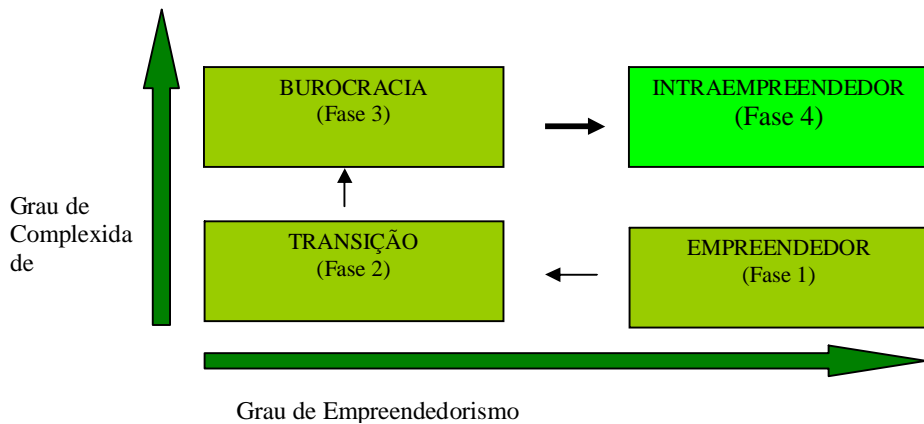 BUROCRACIA
(Fase 3)
INTRAEMPREENDEDOR
(Fase 4)
Grau de
Complexida
de
TRANSIÇÃO
(Fase 2)
EMPREENDEDOR
(Fase 1)
Grau de Empreendedorismo